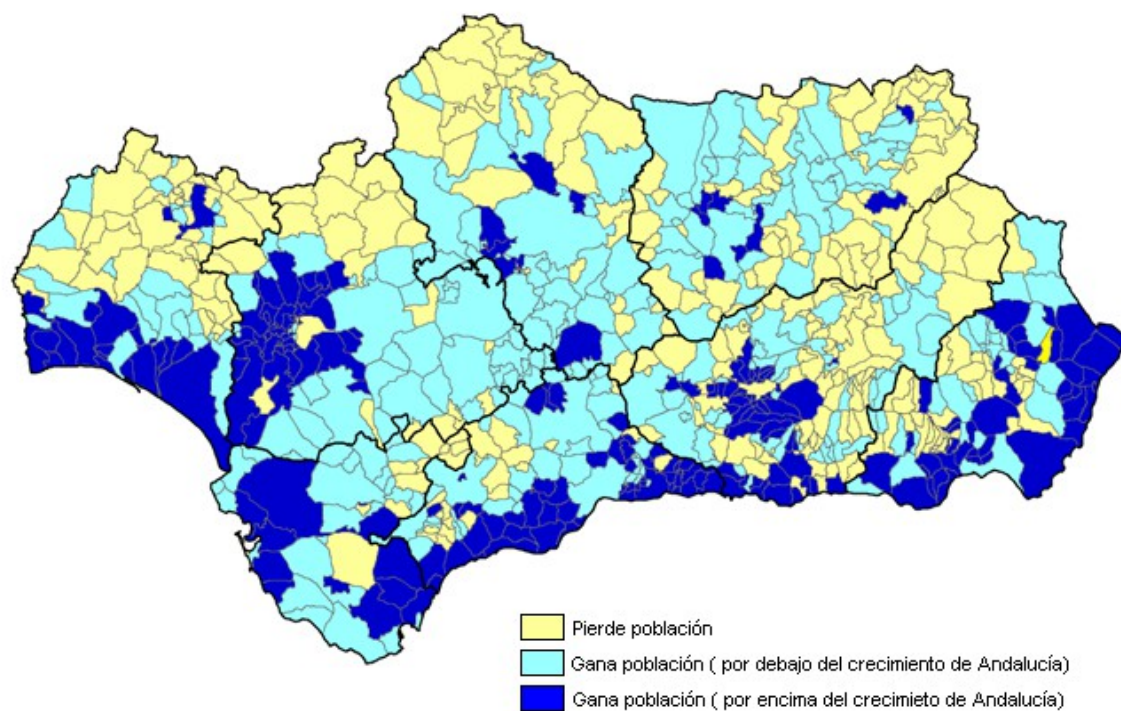 Pierde población
Gana población ( por debajo del crecimiento de Andalucía)
Gana población ( por encima del crecimieto de Andalucía)